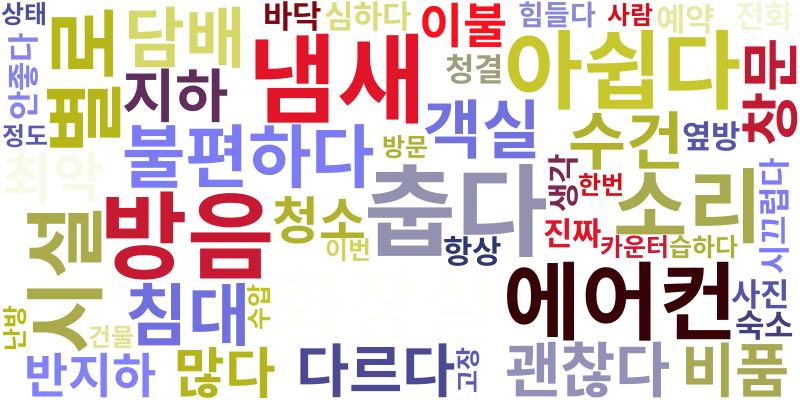 상태
바닥
심하다
이불
힘들다
사람
예약
전화
안좋다
별로
담배
냄새
청결
아쉽다
창문
지하
정도
불편하다
방문
객실
수건
옆방
최악
춥다
생각
한번
소리
시끄럽다
시설
방음
청소
이번
항상
진짜
카운터
습하다
난방
건물
침대
수압
에어컨
사진
숙소
반지하
많다
다르다
고장
괜찮다
비품